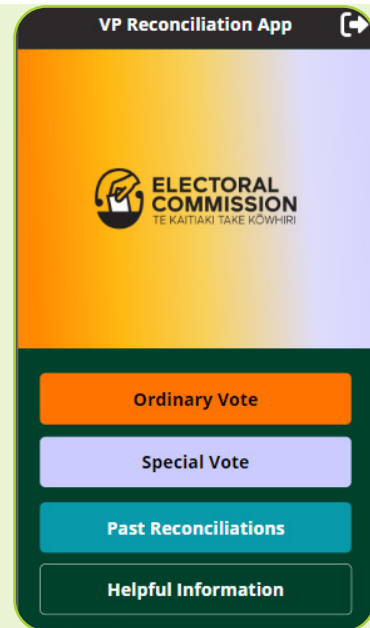 VP Reconciliation App
ELECTORAL
COMMISSION
TE KAITIAKI TAKE KŌWHIRI
Ordinary Vote
Special Vote
Past Reconciliations
Helpful Information